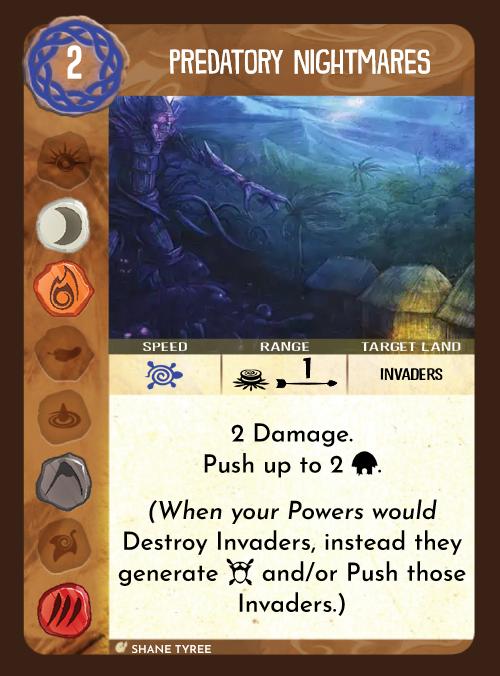 2
PREDATORY NIGHTMARES
SPEED RANGE TARGET LAND
1 INVADERS
2 Damage.
Push up to 2 .
(When your Powers would
Destroy Invaders, instead they
generate and/or Push those
Invaders.)
SHANE TYREE